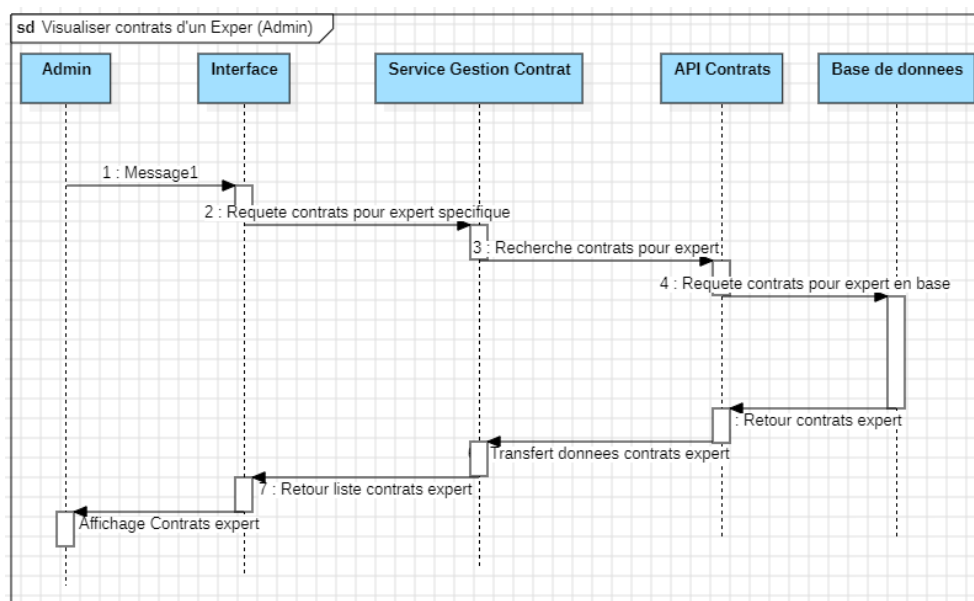 sd Visualiser contrats d'un Exper (Admin)
Admin
Interface
Service Gestion Contrat
API Contrats
Base de donnees
1 : Message1
2 : Requete contrats pour expert specifique
3 : Recherche contrats pour expert
4 : Requete contrats pour expert en base
: Retour contrats expert
Transfert donnees contrats expert
7 : Retour liste contrats expert
Affichage Contrats expert